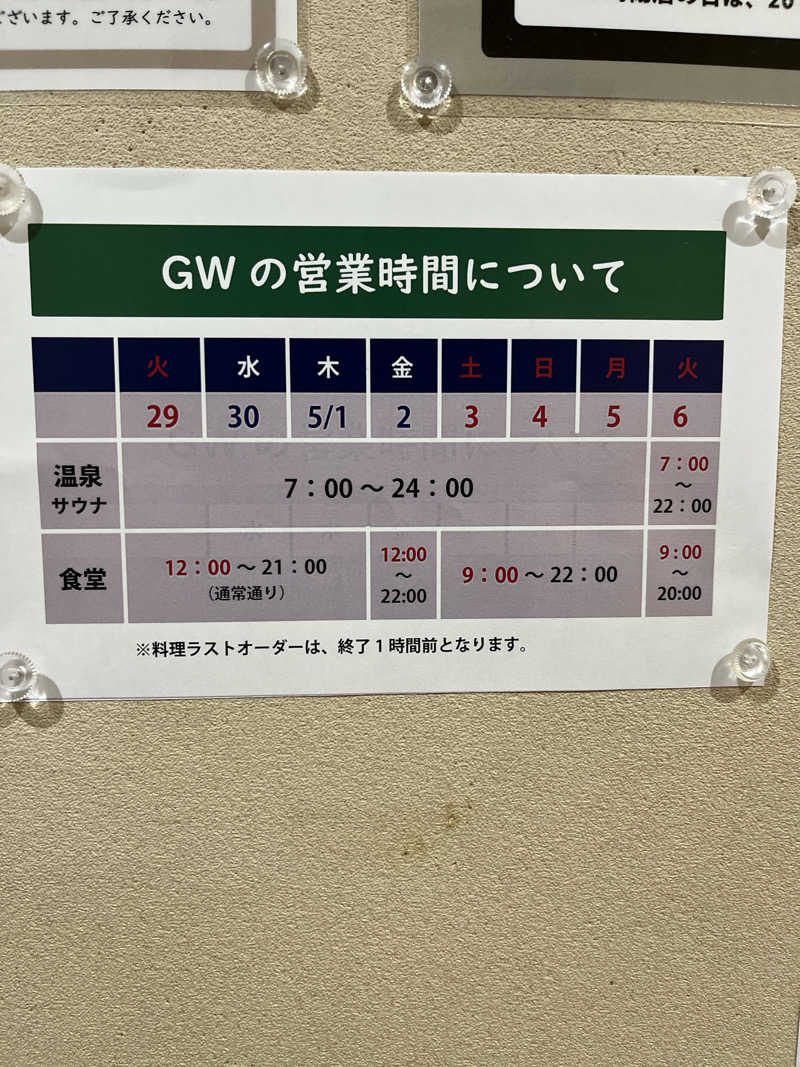 ございます。ご了承ください。
GW の営業時間について
火 水 木 金 土 日 月 火
29 30 5/1 2 3 4 5 6
温泉
サウナ
7：00 ～ 24：00
7：00
～
22：00
食堂
12：00 ～ 21：00
（通常通り）
12:00
～
22:00
9：00 ～ 22：00
9：00
～
20:00
※料理ラストオーダーは、終了１時間前となります。